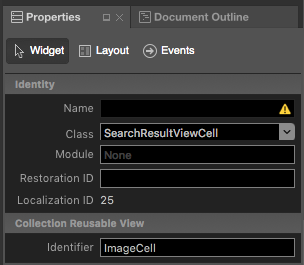 Properties Document Outline
Widget Layout Events
Identity
Name
Class SearchResultViewCell
Module None
Restoration ID
Localization ID 25
Collection Reusable View
Identifier ImageCell